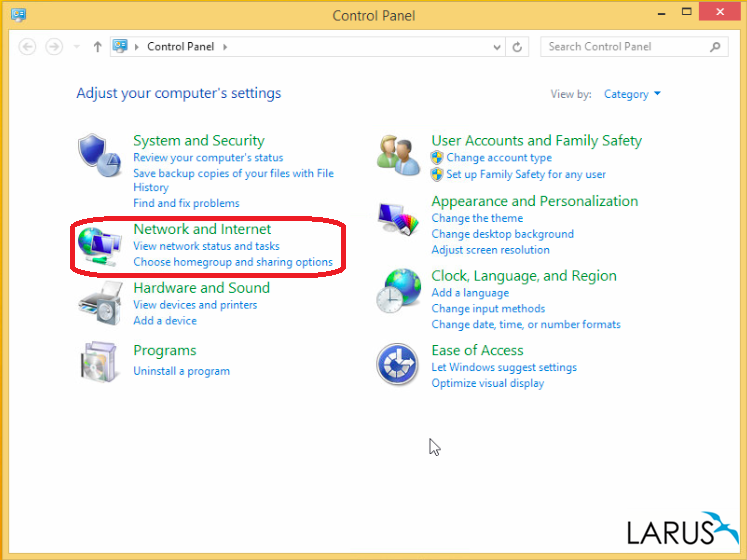 Control Panel
Control Panel
Search Control Panel
Adjust your computer's settings
View by: Category
System and Security
Review your computer's status
Save backup copies of your files with File
History
Find and fix problems
Network and Internet
View network status and tasks
Choose homegroup and sharing options
Hardware and Sound
View devices and printers
Add a device
Programs
Uninstall a program
User Accounts and Family Safety
Change account type
Set up Family Safety for any user
Appearance and Personalization
Change the theme
Change desktop background
Adjust screen resolution
Clock, Language, and Region
Add a language
Change input methods
Change date, time, or number formats
Ease of Access
Let Windows suggest settings
Optimize visual display
LARUS